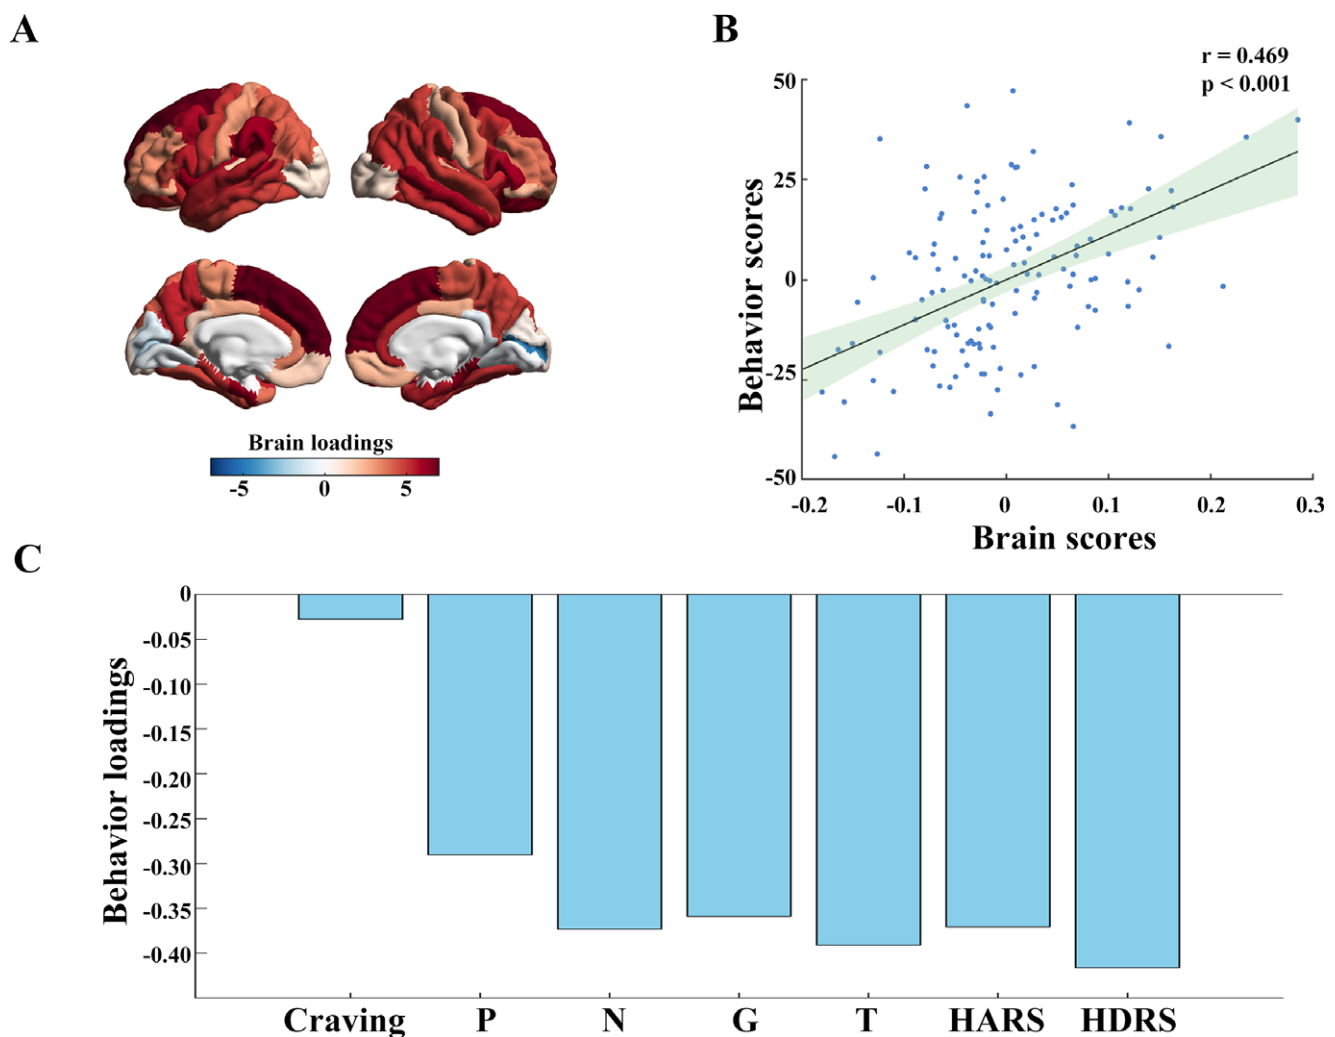 A
Brain loadings
-5 0 5
B
r = 0.469
p < 0.001
Behavior scores
50
25
0
-25
-50
-0.2 -0.1 0 0.1 0.2 0.3
Brain scores
C
Behavior loadings
0
-0.05
-0.10
-0.15
-0.20
-0.25
-0.30
-0.35
-0.40
Craving P N G T HARS HDRS